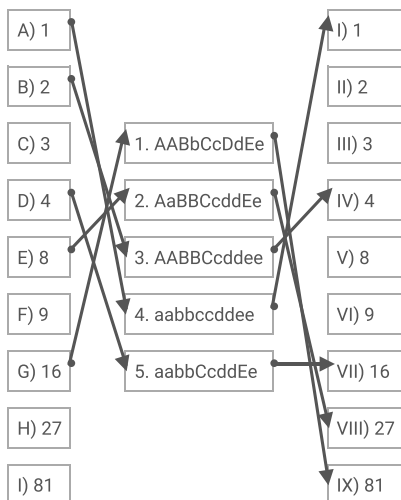 A) 1
B) 2
C) 3
D) 4
E) 8
F) 9
G) 16
H) 27
I) 81
1. AABbCcDdEe
2. AaBBCcddEe
3. AABBCcddee
4. aabbccddee
5. aabbCcddEe
I) 1
II) 2
III) 3
IV) 4
V) 8
VI) 9
VII) 16
VIII) 27
IX) 81